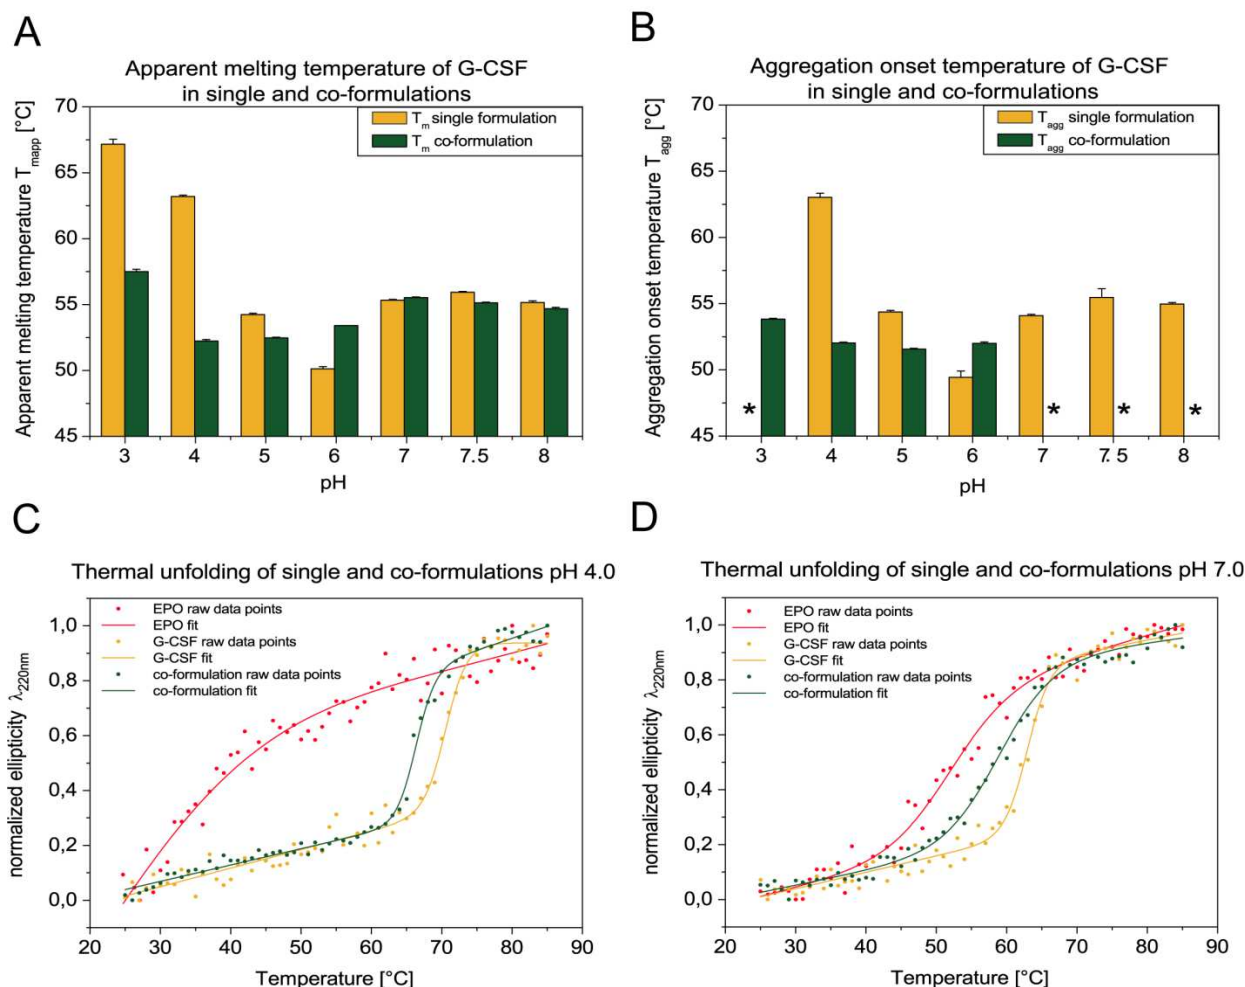 A
Apparent melting temperature of G-CSF
in single and co-formulations
Apparent melting temperature T_mapp [°C]
70
65
60
55
50
45
T_m single formulation
T_m co-formulation
3 4 5 6 7 7.5 8
pH
B
Aggregation onset temperature of G-CSF
in single and co-formulations
Aggregation onset temperature T_agg [°C]
70
65
60
55
50
45
T_agg single formulation
T_agg co-formulation
* * * *
3 4 5 6 7 7.5 8
pH
C
Thermal unfolding of single and co-formulations pH 4.0
normalized ellipticity λ_220nm
1,0
0,8
0,6
0,4
0,2
0,0
EPO raw data points
EPO fit
G-CSF raw data points
G-CSF fit
co-formulation raw data points
co-formulation fit
20 30 40 50 60 70 80 90
Temperature [°C]
D
Thermal unfolding of single and co-formulations pH 7.0
normalized ellipticity λ_220nm
1,0
0,8
0,6
0,4
0,2
0,0
EPO raw data points
EPO fit
G-CSF raw data points
G-CSF fit
co-formulation raw data points
co-formulation fit
20 30 40 50 60 70 80 90
Temperature [°C]